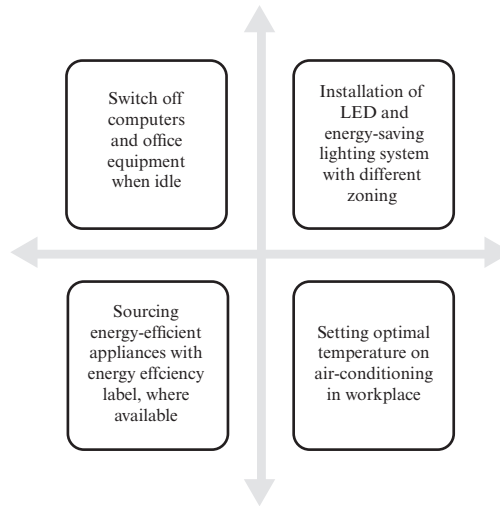 Switch off
computers
and office
equipment
when idle
Installation of
LED and
energy-saving
lighting system
with different
zoning
Sourcing
energy-efficient
appliances with
energy effciency
label, where
available
Setting optimal
temperature on
air-conditioning
in workplace